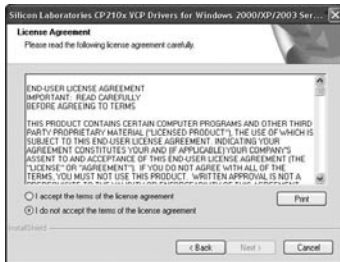 Silicon Laboratories CP210x VCP Drivers for Windows 2000/XP/2003 Ser...
License Agreement
Please read the following license agreement carefully.
END-USER LICENSE AGREEMENT
IMPORTANT: READ CAREFULLY
BEFORE AGREEING TO TERMS
THIS PRODUCT CONTAINS CERTAIN COMPUTER PROGRAMS AND OTHER THIRD
PARTY PROPRIETARY MATERIAL ("LICENSED PRODUCT"), THE USE OF WHICH IS
SUBJECT TO THIS END-USER LICENSE AGREEMENT. INDICATING YOUR
AGREEMENT CONSTITUTES YOUR AND (IF APPLICABLE) YOUR COMPANY'S
ASSENT TO AND ACCEPTANCE OF THIS END-USER LICENSE AGREEMENT (THE
"LICENSE" OR "AGREEMENT"). IF YOU DO NOT AGREE WITH ALL OF THE
TERMS, YOU MUST NOT USE THIS PRODUCT. WRITTEN APPROVAL IS NOT A
I accept the terms of the license agreement
Print
I do not accept the terms of the license agreement
InstallShield
< Back
Next >
Cancel